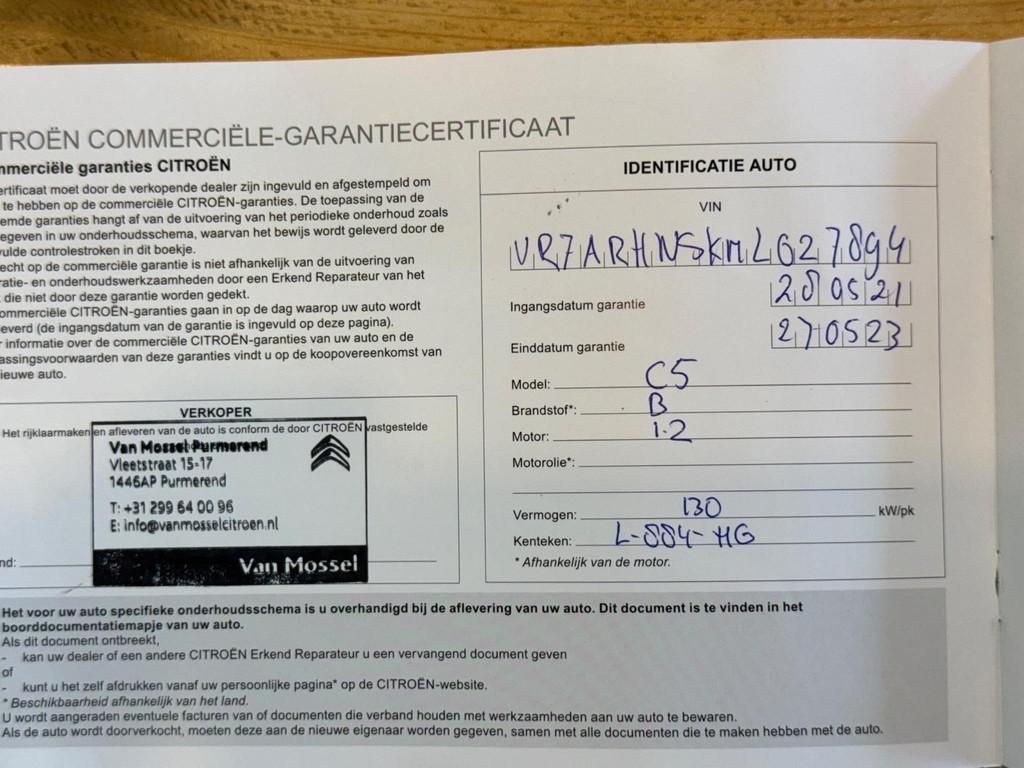 TROËN COMMERCIËLE-GARANTIECERTIFICAAT
mmerciële garanties CITROËN
ertificaat moet door de verkopende dealer zijn ingevuld en afgestempeld om
te hebben op de commerciële CITROËN-garanties. De toepassing van de
emde garanties hangt af van de uitvoering van het periodieke onderhoud zoals
egeven in uw onderhoudsschema, waarvan het bewijs wordt geleverd door de
vulde controlestroken in dit boekje.
echt op de commerciële garantie is niet afhankelijk van de uitvoering van
ratie- en onderhoudswerkzaamheden door een Erkend Reparateur van het
die niet door deze garantie worden gedekt.
ommerciële CITROËN-garanties gaan in op de dag waarop uw auto wordt
everd (de ingangsdatum van de garantie is ingevuld op deze pagina).
r informatie over de commerciële CITROËN-garanties van uw auto en de
assingsvoorwaarden van deze garanties vindt u op de koopovereenkomst van
ieuwe auto.
VERKOPER
Het rijklaarmaken en afleveren van de auto is conform de door CITROËN vastgestelde
Van Mossel Purmerend
Vleetstraat 15-17
1446AP Purmerend
T: +31 299 64 00 96
E: info@vanmosselcitroen.nl
Van Mossel
nd:
IDENTIFICATIE AUTO
VIN
VR7ARHNSKML627894
Ingangsdatum garantie 280521
Einddatum garantie 270523
Model: C5
Brandstof*: B
Motor: 1.2
Motorolie*:
Vermogen: 130 kW/pk
Kenteken: L-884-HG
* Afhankelijk van de motor.
Het voor uw auto specifieke onderhoudsschema is u overhandigd bij de aflevering van uw auto. Dit document is te vinden in het
boorddocumentatiemapje van uw auto.
Als dit document ontbreekt,
- kan uw dealer of een andere CITROËN Erkend Reparateur u een vervangend document geven
of
- kunt u het zelf afdrukken vanaf uw persoonlijke pagina* op de CITROËN-website.
* Beschikbaarheid afhankelijk van het land.
U wordt aangeraden eventuele facturen van of documenten die verband houden met werkzaamheden aan uw auto te bewaren.
Als de auto wordt doorverkocht, moeten deze aan de nieuwe eigenaar worden gegeven, samen met alle documenten die te maken hebben met de auto.